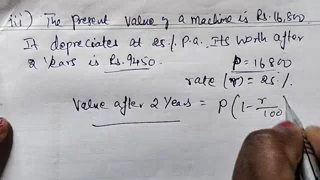 iii) The Present value of a machine is Rs.16,800.
It depreciates at 25% P.a. Its worth after
2 Years is Rs.9450.
P = 16800
rate (r) = 25%.
Value after 2 Years = P(1-r/100)